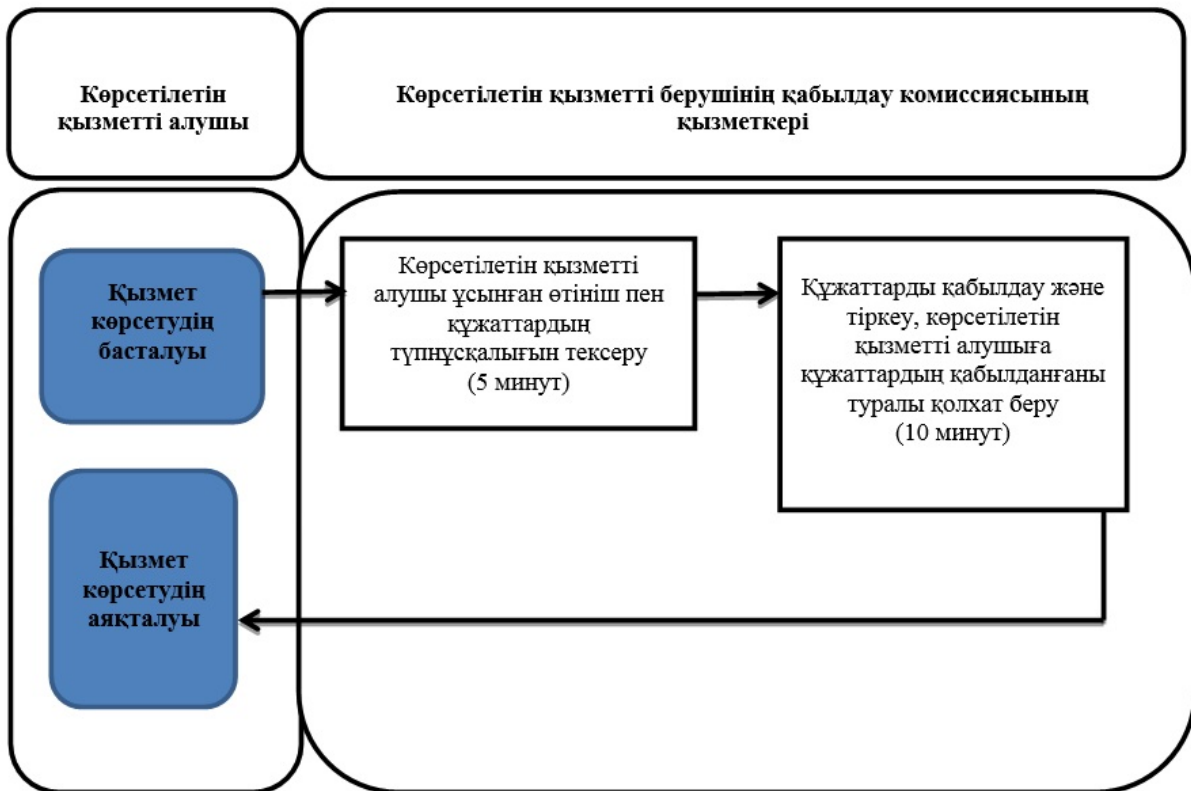 Көрсетілетін
қызметті алушы
Көрсетілетін қызметті берушінің қабылдау комиссиясының
қызметкері
Қызмет
көрсетудің
басталуы
Көрсетілетін қызметті
алушы ұсынған өтініш пен
құжаттардың
түпнұсқалығын тексеру
(5 минут)
Құжаттарды қабылдау және
тіркеу, көрсетілетін
қызметті алушыға
құжаттардың қабылданғаны
туралы қолхат беру
(10 минут)
Қызмет
көрсетудің
аяқталуы